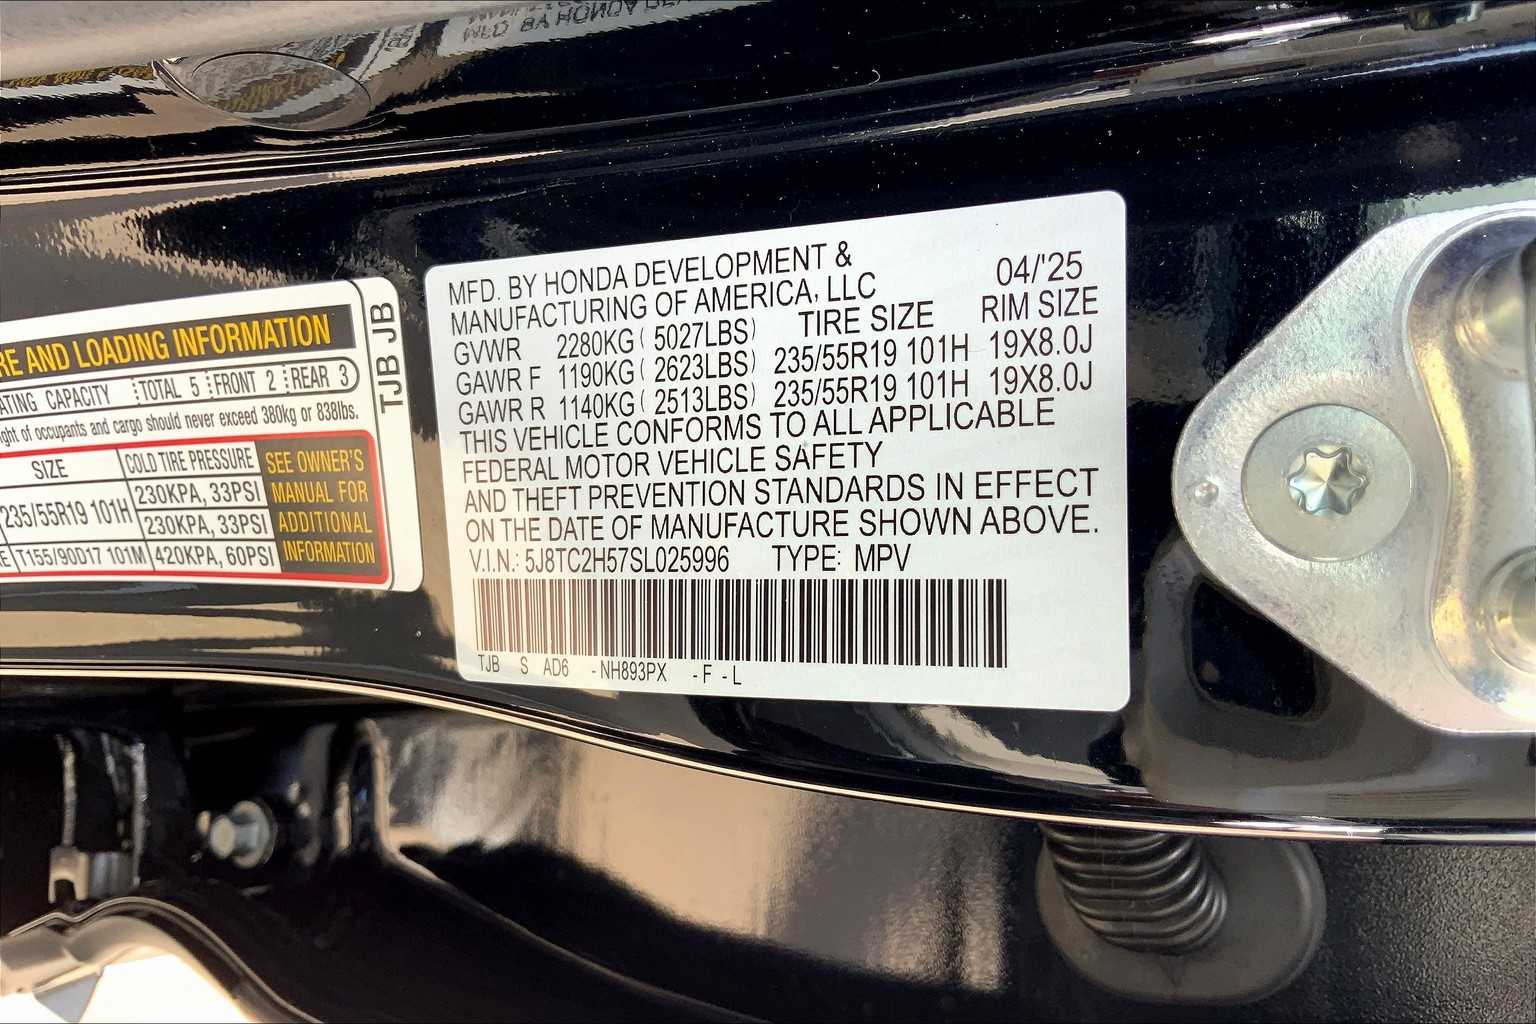 MFD. BY HONDA
RE AND LOADING INFORMATION
ATING CAPACITY TOTAL 5 FRONT 2 REAR 3
ght of occupants and cargo should never exceed 380kg or 838lbs.
SIZE COLD TIRE PRESSURE
235/55R19 101H 230KPA, 33PSI
230KPA, 33PSI
RE T155/90D17 101M 420KPA, 60PSI
SEE OWNER'S
MANUAL FOR
ADDITIONAL
INFORMATION
TJB JB
MFD. BY HONDA DEVELOPMENT &
MANUFACTURING OF AMERICA, LLC 04/'25
GVWR 2280KG ( 5027LBS) TIRE SIZE RIM SIZE
GAWR F 1190KG ( 2623LBS) 235/55R19 101H 19X8.0J
GAWR R 1140KG ( 2513LBS) 235/55R19 101H 19X8.0J
THIS VEHICLE CONFORMS TO ALL APPLICABLE
FEDERAL MOTOR VEHICLE SAFETY
AND THEFT PREVENTION STANDARDS IN EFFECT
ON THE DATE OF MANUFACTURE SHOWN ABOVE.
V.I.N.: 5J8TC2H57SL025996 TYPE: MPV
TJB S AD6 -NH893PX -F -L